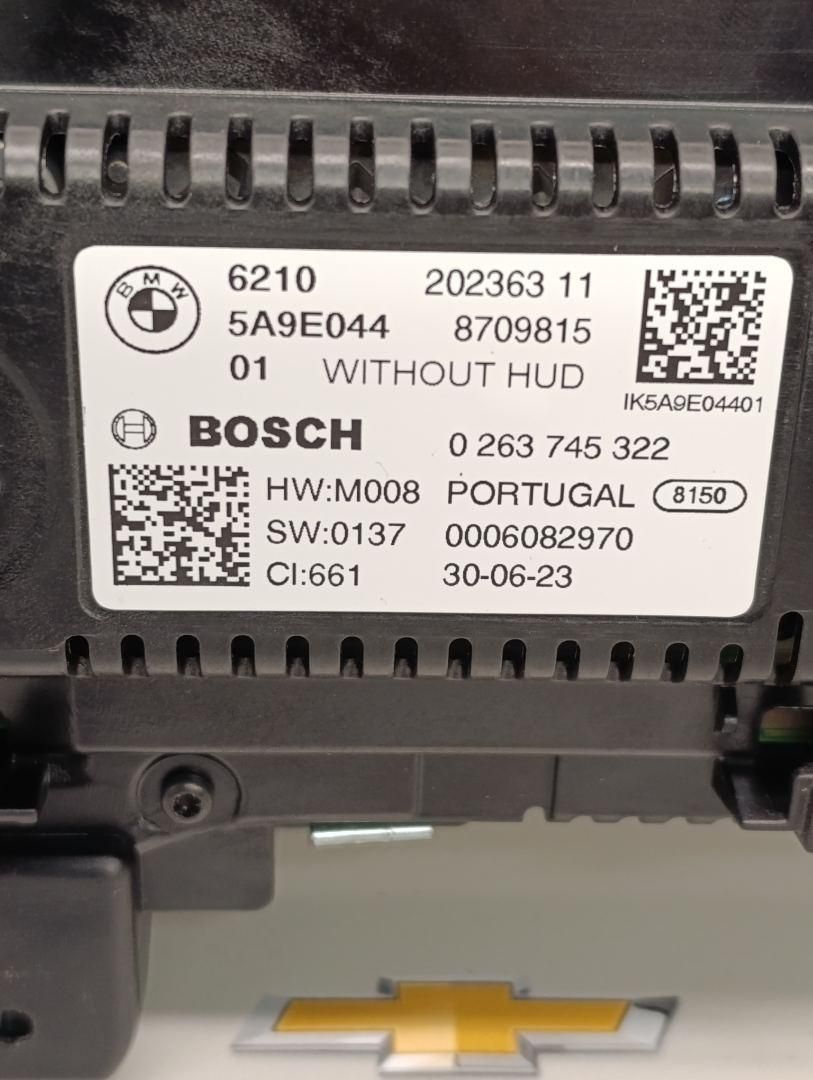 BMW
6210 202363 11
5A9E044 8709815
01 WITHOUT HUD
IK5A9E04401
BOSCH 0 263 745 322
HW:M008 PORTUGAL 8150
SW:0137 0006082970
CI:661 30-06-23